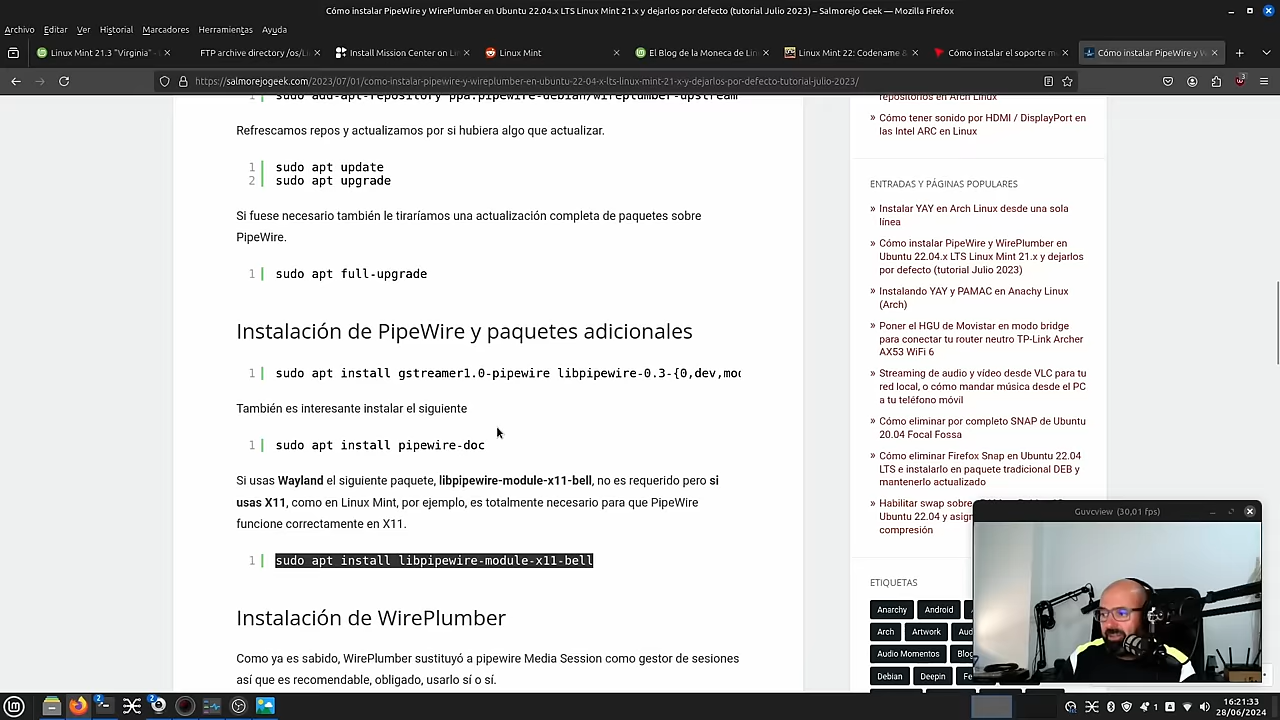 Cómo instalar PipeWire y WirePlumber en Ubuntu 22.04.x LTS Linux Mint 21.x y dejarlos por defecto (tutorial Julio 2023) – Salmorejo Geek — Mozilla Firefox
Archivo Editar Ver Historial Marcadores Herramientas Ayuda
Linux Mint 21.3 "Virginia" -
FTP archive directory /os/li
Install Mission Center on L
Linux Mint
El Blog de la Moneca de Lin
Linux Mint 22: Codename &
Cómo instalar el soporte m
Cómo instalar PipeWire y W
https://salmorejogeek.com/2023/07/01/como-instalar-pipewire-y-wireplumber-en-ubuntu-22-04-x-lts-linux-mint-21-x-y-dejarlos-por-defecto-tutorial-julio-2023/
1 sudo add-apt-repository ppa:pipewire-debian/wireplumber-upstream
Refrescamos repos y actualizamos por si hubiera algo que actualizar.
1 sudo apt update
2 sudo apt upgrade
Si fuese necesario también le tiraríamos una actualización completa de paquetes sobre
PipeWire.
1 sudo apt full-upgrade
Instalación de PipeWire y paquetes adicionales
1 sudo apt install gstreamer1.0-pipewire libpipewire-0.3-{0,dev,mod
También es interesante instalar el siguiente
1 sudo apt install pipewire-doc
Si usas Wayland el siguiente paquete, libpipewire-module-x11-bell, no es requerido pero si
usas X11, como en Linux Mint, por ejemplo, es totalmente necesario para que PipeWire
funcione correctamente en X11.
1 sudo apt install libpipewire-module-x11-bell
Instalación de WirePlumber
Como ya es sabido, WirePlumber sustituyó a pipewire Media Session como gestor de sesiones
así que es recomendable, obligado, usarlo sí o sí.
repositorios en Arch Linux
» Cómo tener sonido por HDMI / DisplayPort en
las Intel ARC en Linux
ENTRADAS Y PÁGINAS POPULARES
» Instalar YAY en Arch Linux desde una sola
línea
» Cómo instalar PipeWire y WirePlumber en
Ubuntu 22.04.x LTS Linux Mint 21.x y dejarlos
por defecto (tutorial Julio 2023)
» Instalando YAY y PAMAC en Anachy Linux
(Arch)
» Poner el HGU de Movistar en modo bridge
para conectar tu router neutro TP-Link Archer
AX53 WiFi 6
» Streaming de audio y vídeo desde VLC para tu
red local, o cómo mandar música desde el PC
a tu teléfono móvil
» Cómo eliminar por completo SNAP de Ubuntu
20.04 Focal Fossa
» Cómo eliminar Firefox Snap en Ubuntu 22.04
LTS e instalarlo en paquete tradicional DEB y
mantenerlo actualizado
» Habilitar swap sobre
Ubuntu 22.04 y asign
compresión
ETIQUETAS
Anarchy Android
Arch Artwork Aud
Audio Momentos Blog
Debian Deepin Fe
Guvcview (30,01 fps)
1
16:21:33
28/06/2024